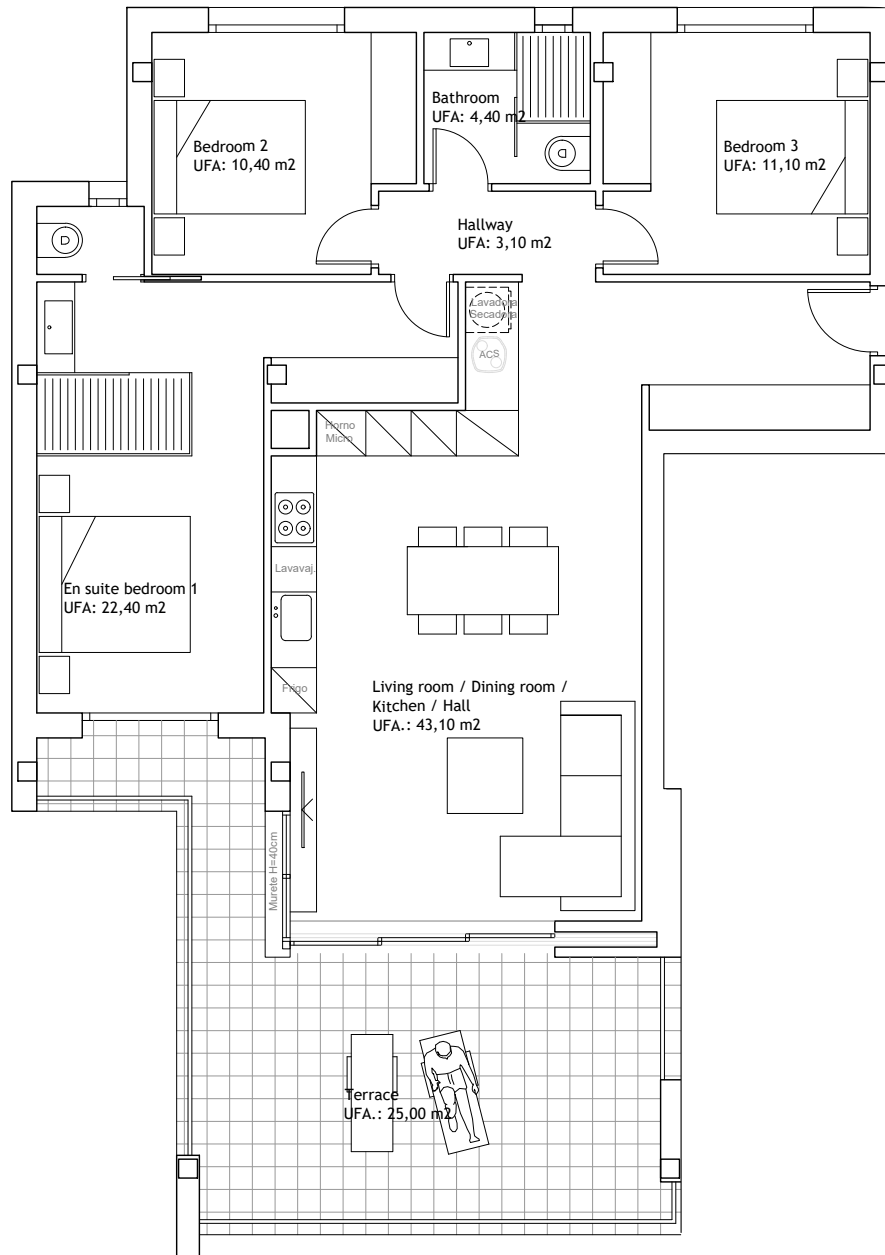 Bathroom
UFA: 4,40 m2
Bedroom 2
UFA: 10,40 m2
Bedroom 3
UFA: 11,10 m2
Hallway
UFA: 3,10 m2
Lavadora
Secadora
ACS
Horno
Micro
Lavavaj.
En suite bedroom 1
UFA: 22,40 m2
Frigo
Living room / Dining room /
Kitchen / Hall
UFA.: 43,10 m2
Murete H=40cm
Terrace
UFA.: 25,00 m2